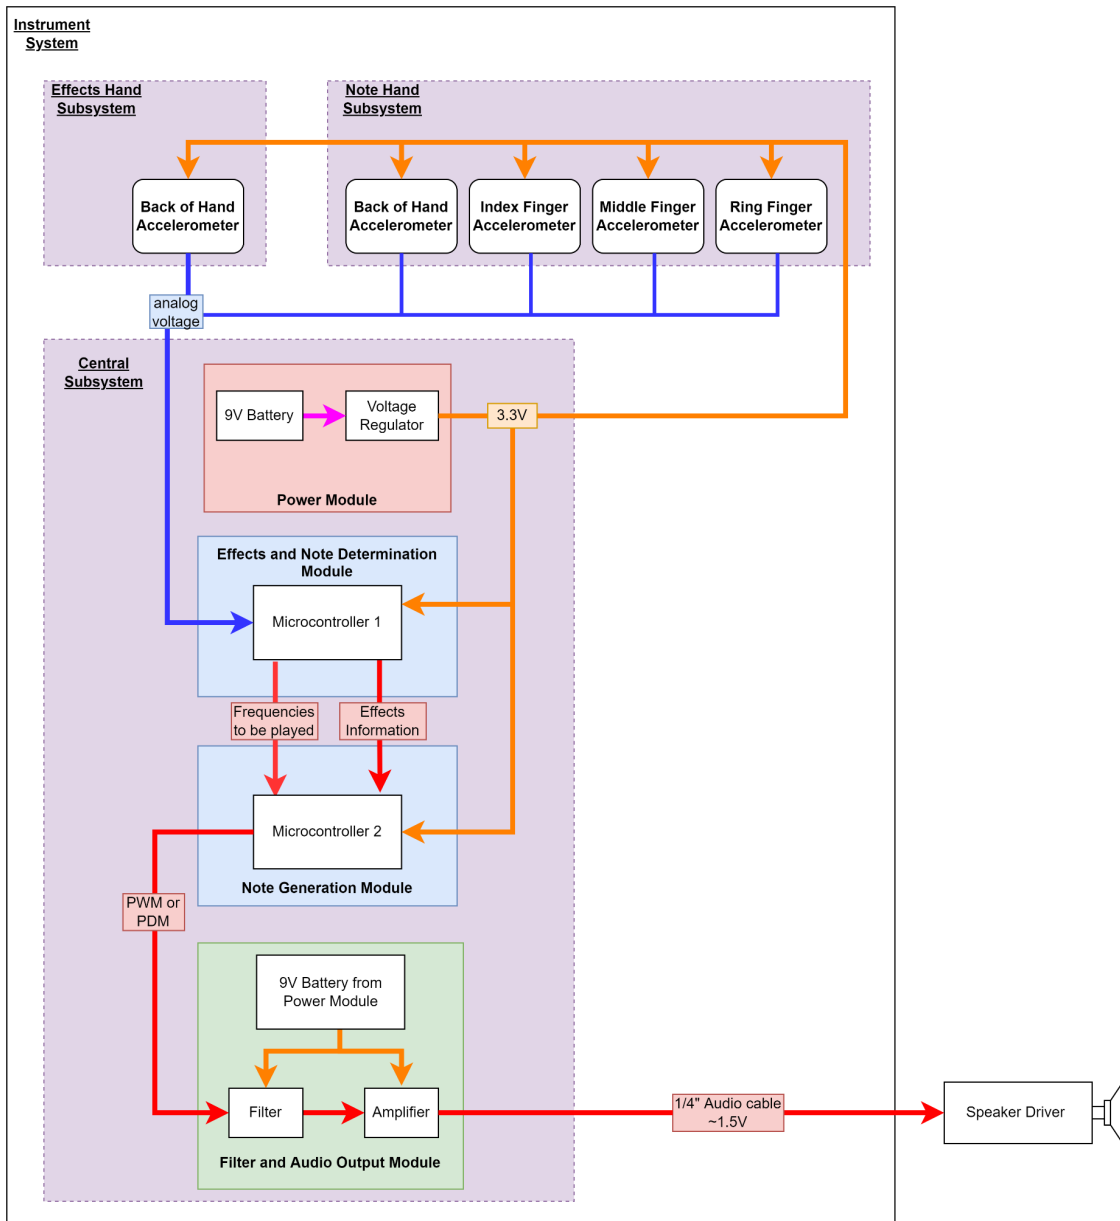 Instrument
System
Effects Hand
Subsystem
Note Hand
Subsystem
Back of Hand
Accelerometer
Back of Hand
Accelerometer
Index Finger
Accelerometer
Middle Finger
Accelerometer
Ring Finger
Accelerometer
analog
voltage
Central
Subsystem
9V Battery
Voltage
Regulator
3.3V
Power Module
Effects and Note Determination
Module
Microcontroller 1
Frequencies
to be played
Effects
Information
Microcontroller 2
Note Generation Module
PWM or
PDM
9V Battery from
Power Module
Filter
Amplifier
1/4" Audio cable
~1.5V
Speaker Driver
Filter and Audio Output Module